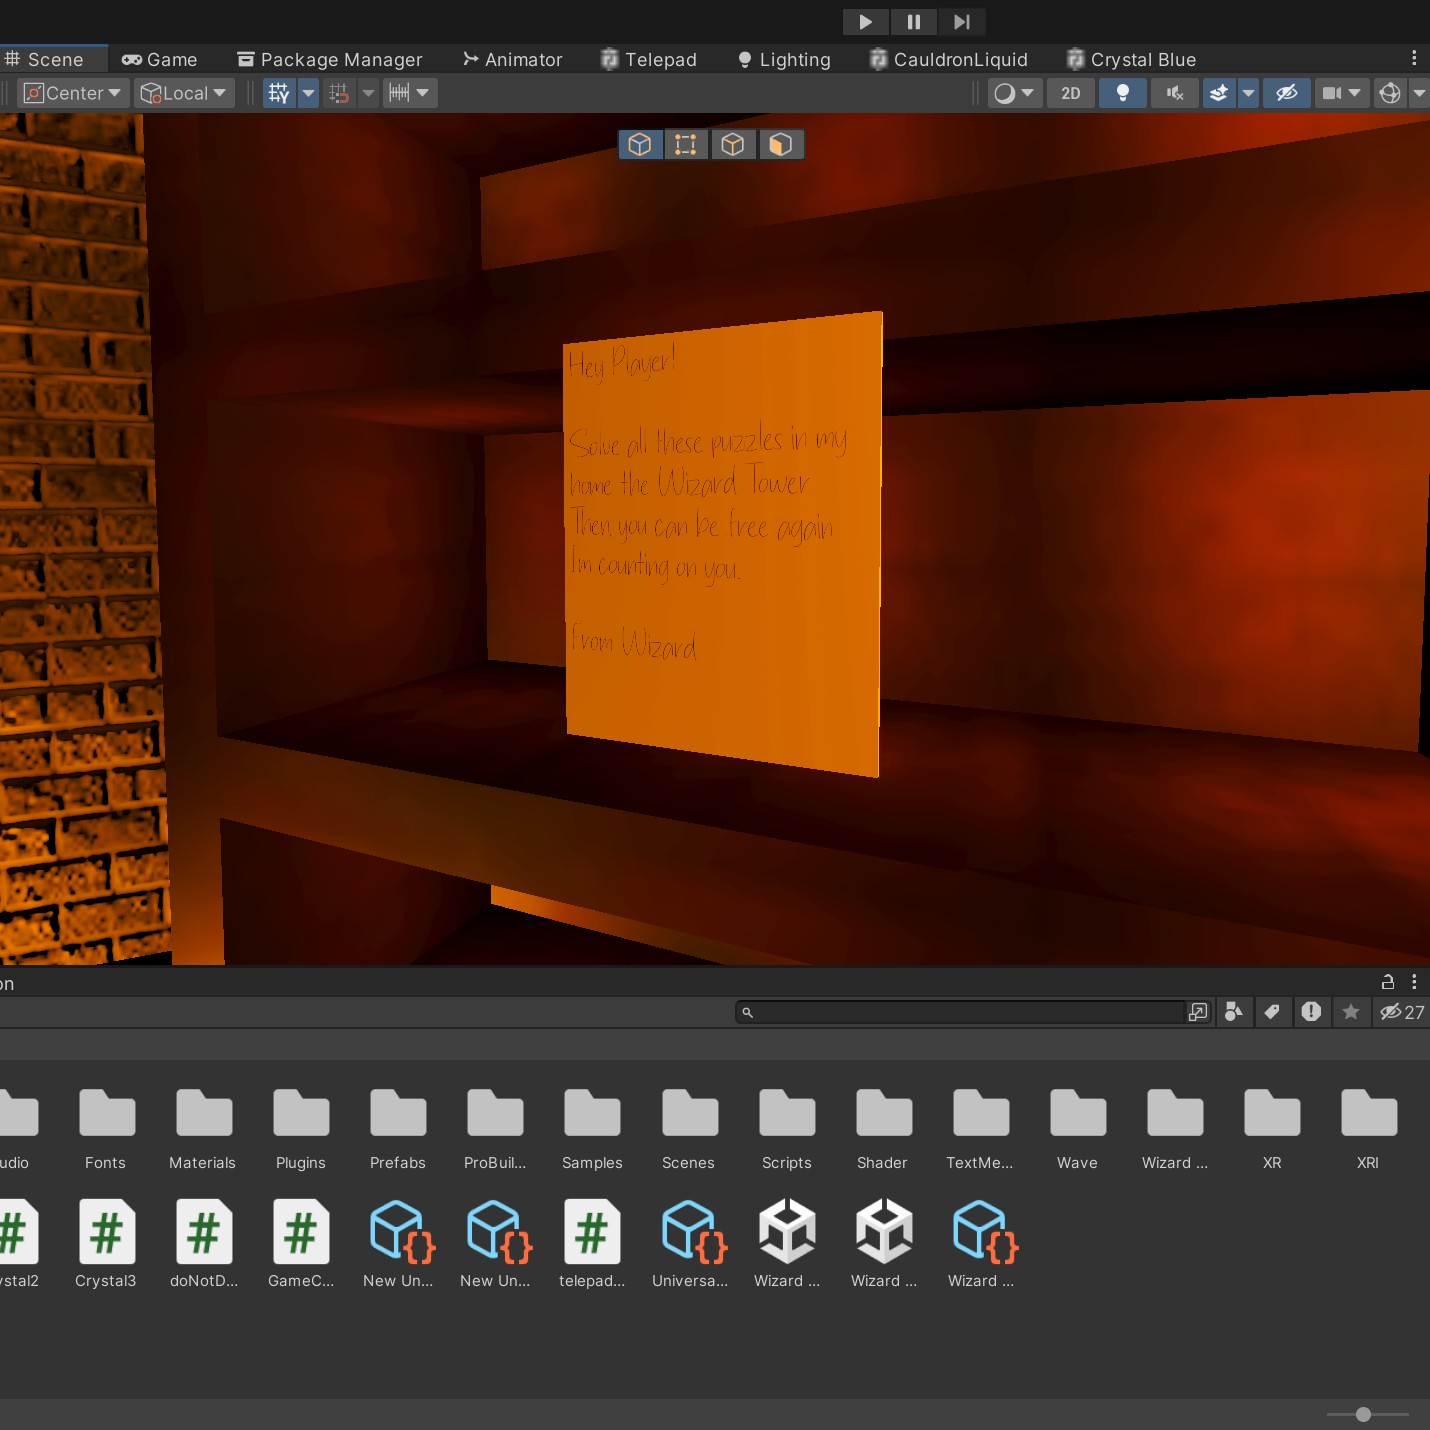 Scene Game Package Manager Animator Telepad Lighting CauldronLiquid Crystal Blue
Center Local 2D
Hey Player!
Solve all these puzzles in my
home the Wizard Tower
Then you can be free again
I'm counting on you.
From Wizard
on
27
udio Fonts Materials Plugins Prefabs ProBuil... Samples Scenes Scripts Shader TextMe... Wave Wizard ... XR XRI
ystal2 Crystal3 doNotD... GameC... New Un... New Un... telepad... Universa... Wizard ... Wizard ... Wizard ...